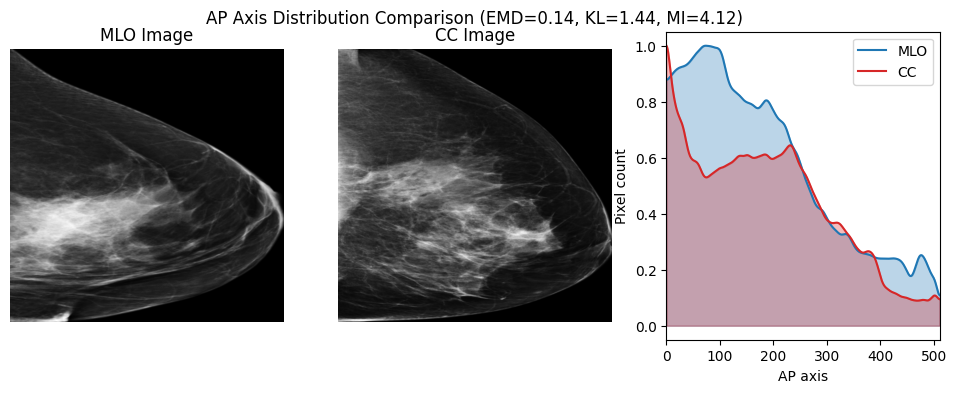 AP Axis Distribution Comparison (EMD=0.14, KL=1.44, MI=4.12)
MLO Image
CC Image
MLO
CC
Pixel count
1.0
0.8
0.6
0.4
0.2
0.0
0 100 200 300 400 500
AP axis